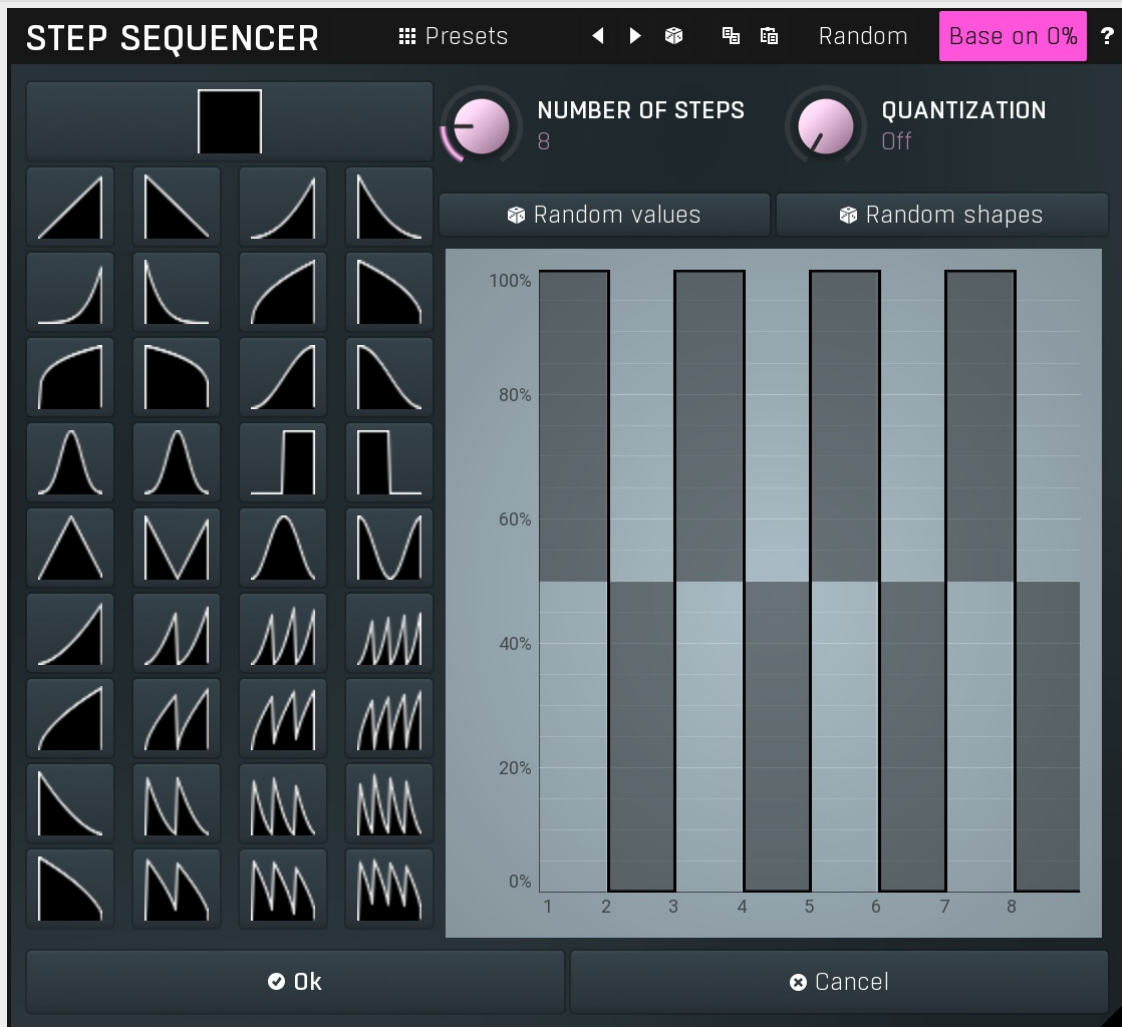 STEP SEQUENCER Presets Random Base on 0% ?
NUMBER OF STEPS
8
QUANTIZATION
Off
Random values
Random shapes
100%
80%
60%
40%
20%
0%
1 2 3 4 5 6 7 8
Ok
Cancel